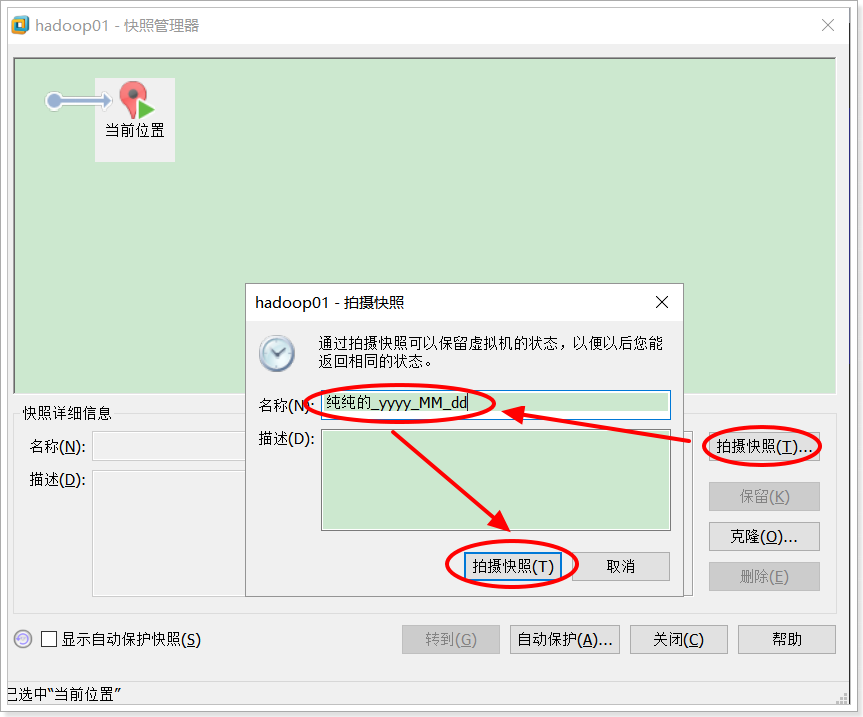 hadoop01 - 快照管理器
当前位置
hadoop01 - 拍摄快照
通过拍摄快照可以保留虚拟机的状态，以便以后您能
返回相同的状态。
名称(N): 纯纯的_yyyy_MM_dd
描述(D):
拍摄快照(T) 取消
快照详细信息
名称(N):
描述(D):
拍摄快照(T)...
保留(K)
克隆(O)...
删除(E)
显示自动保护快照(S)
转到(G) 自动保护(A)... 关闭(C) 帮助
已选中“当前位置”